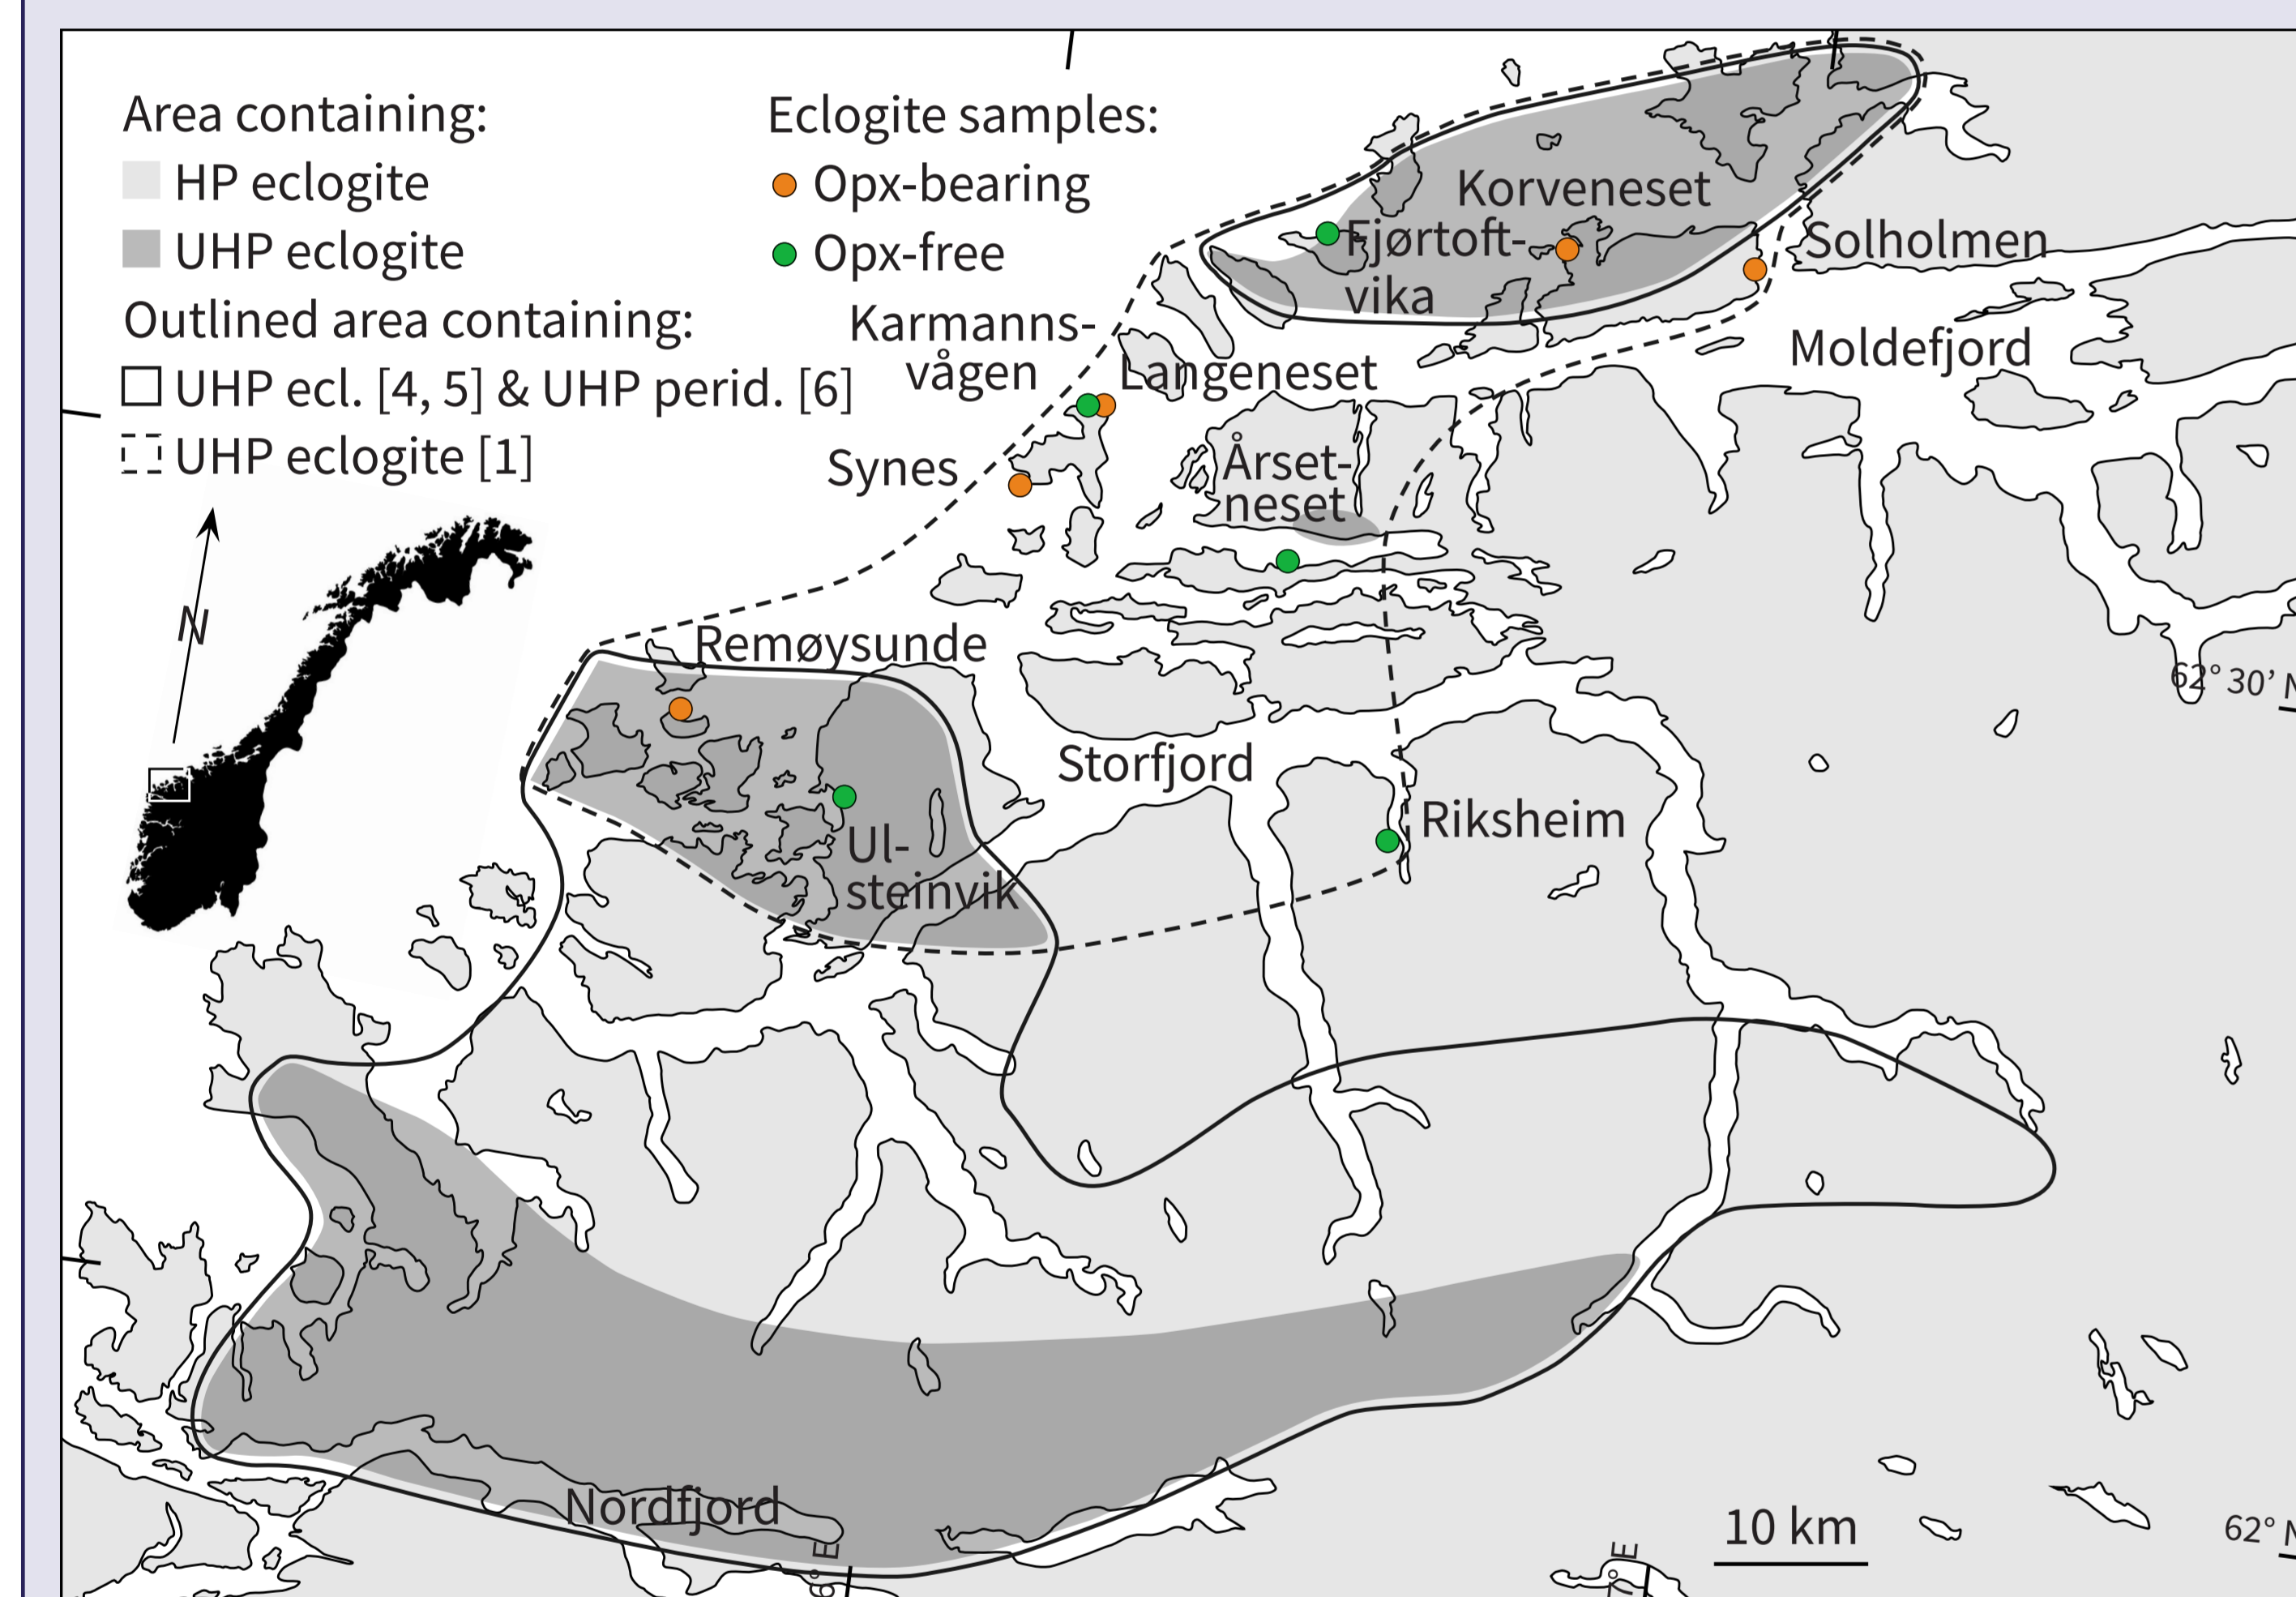 Area containing:
HP eclogite
UHP eclogite
Outlined area containing:
UHP ecl. [4, 5] & UHP perid. [6]
UHP eclogite [1]
Eclogite samples:
Opx-bearing
Opx-free
N
Korveneset
Fjørtoft-
vika
Solholmen
Moldefjord
Karmanns-
vågen
Langeneset
Synes
Årset-
neset
Remøysunde
62° 30’ N
Storfjord
Riksheim
Ul-
steinvik
Nordfjord
10 km
62° N
6° E
7° E